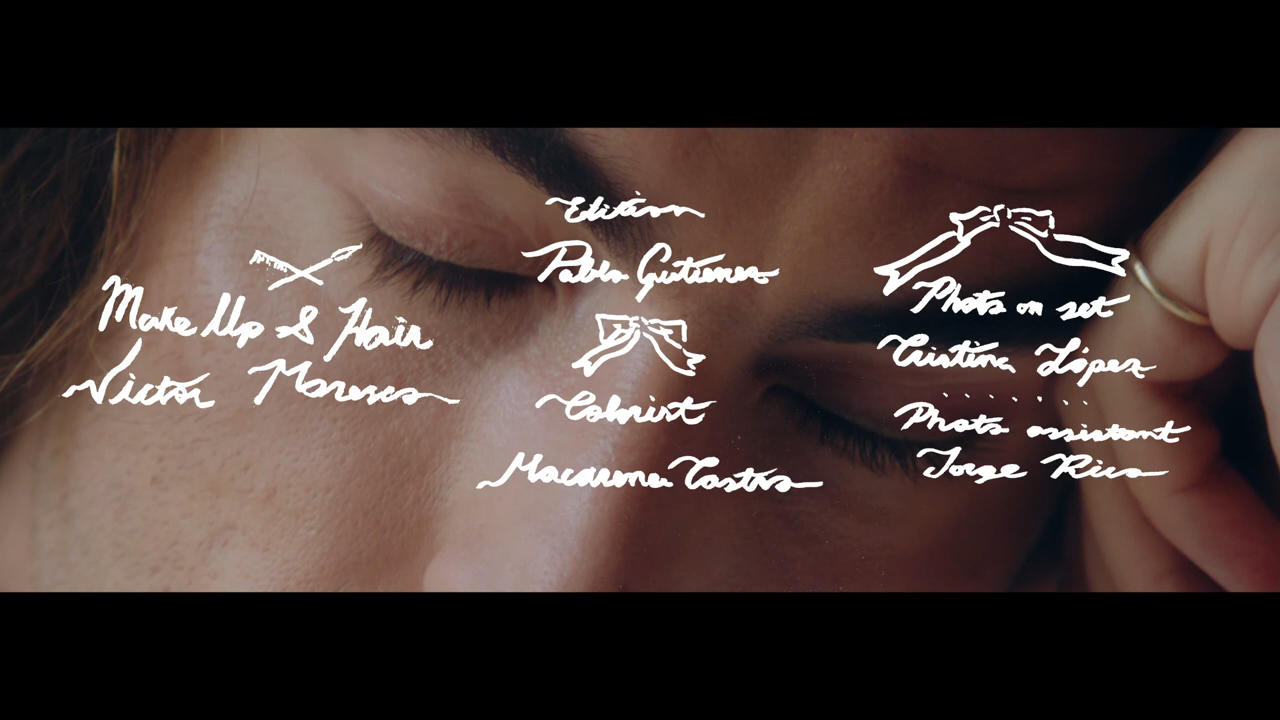 Make Up & Hair
Victor Moresco
Edition
Pablo Gutierrez
Colorist
Macarena Castro
Photo on set
Cristina López
Photo assistant
Jorge Rico